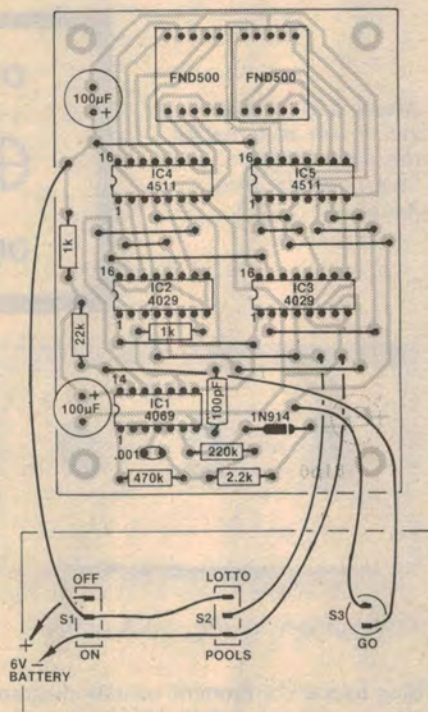 FND500 FND500
100µF
+
16 16
IC4 IC5
4511 4511
1 1
1k
16 16
IC2 IC3
4029 4029
1 1
1k
22k
+
100µF
14
IC1
4069
1
100pF
1N914
.001
220k
470k 2.2k
OFF LOTTO
S1 S2 S3
ON POOLS GO
+
6V –
BATTERY